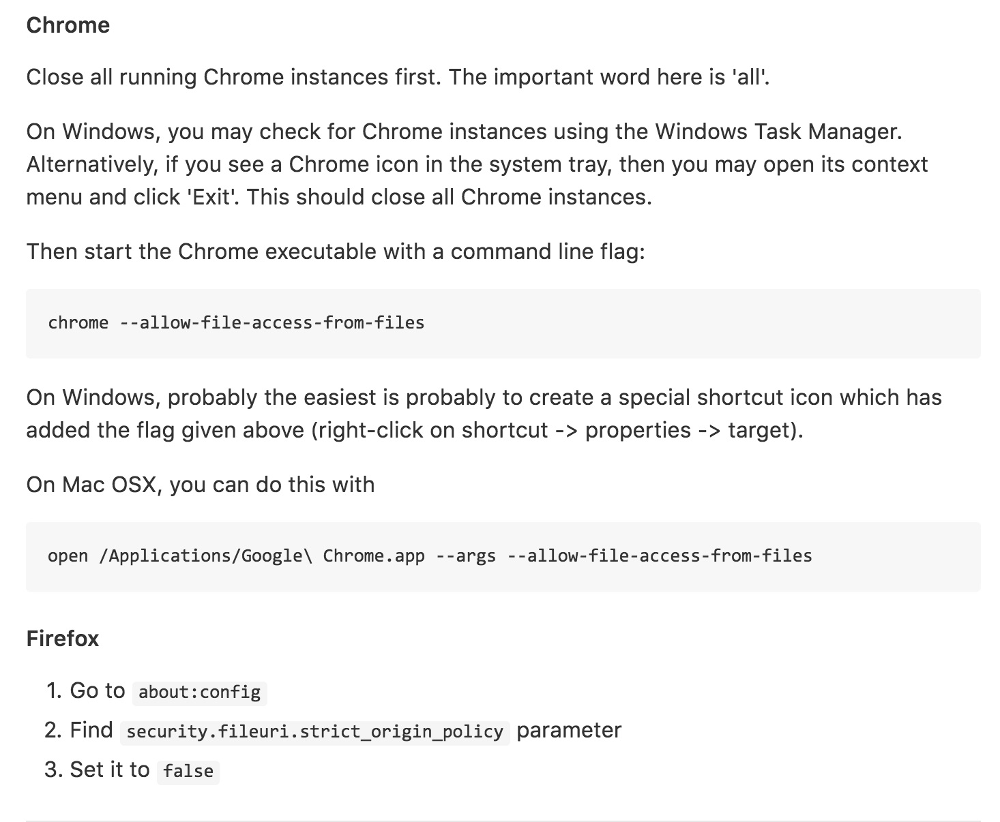 Chrome
Close all running Chrome instances first. The important word here is 'all'.
On Windows, you may check for Chrome instances using the Windows Task Manager.
Alternatively, if you see a Chrome icon in the system tray, then you may open its context
menu and click 'Exit'. This should close all Chrome instances.
Then start the Chrome executable with a command line flag:
chrome --allow-file-access-from-files
On Windows, probably the easiest is probably to create a special shortcut icon which has
added the flag given above (right-click on shortcut -> properties -> target).
On Mac OSX, you can do this with
open /Applications/Google\ Chrome.app --args --allow-file-access-from-files
Firefox
1. Go to about:config
2. Find security.fileuri.strict_origin_policy parameter
3. Set it to false